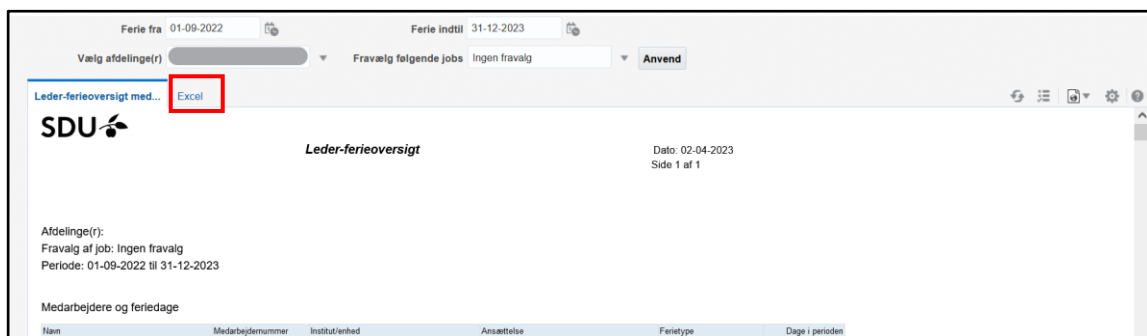 Ferie fra 01-09-2022 Ferie indtil 31-12-2023
Vælg afdelinge(r) Fravælg følgende jobs Ingen fravalg Anvend
Leder-ferieoversigt med... Excel
SDU
Leder-ferieoversigt Dato: 02-04-2023
Side 1 af 1
Afdelinge(r):
Fravalg af job: Ingen fravalg
Periode: 01-09-2022 til 31-12-2023
Medarbejdere og feriedage
Navn Medarbejdernummer Institut/enhed Ansættelse Ferietype Dage i perioden